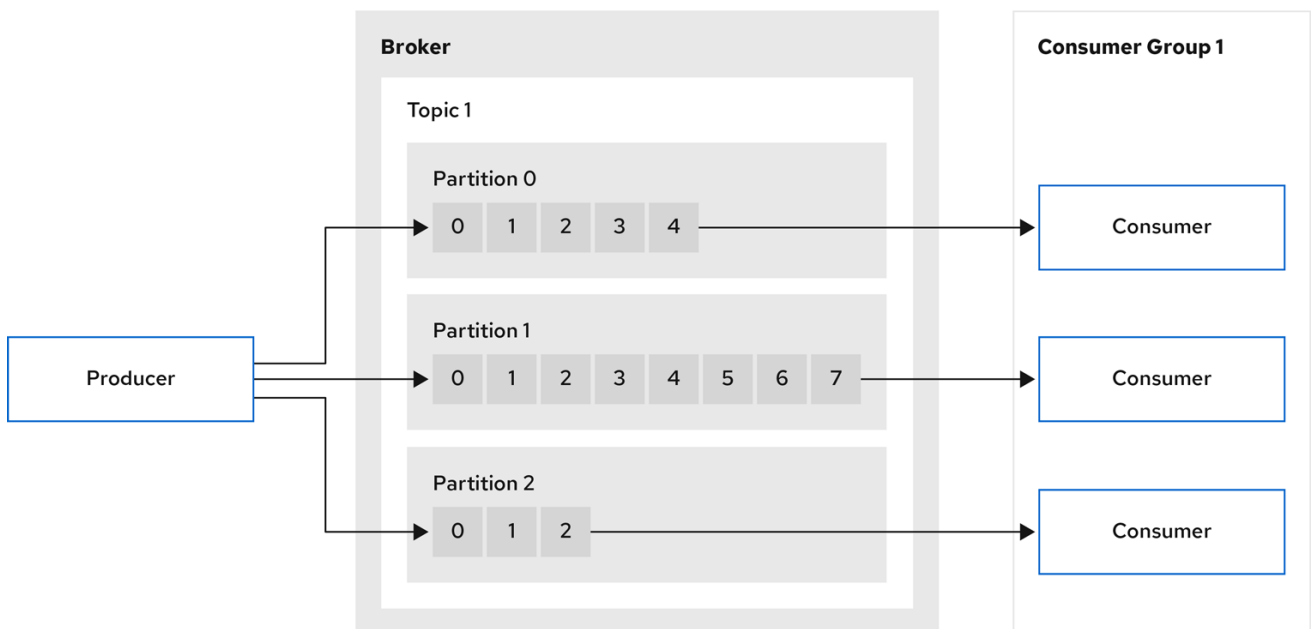 Broker
Consumer Group 1
Topic 1
Partition 0
0 1 2 3 4
Consumer
Partition 1
Producer
0 1 2 3 4 5 6 7
Consumer
Partition 2
0 1 2
Consumer